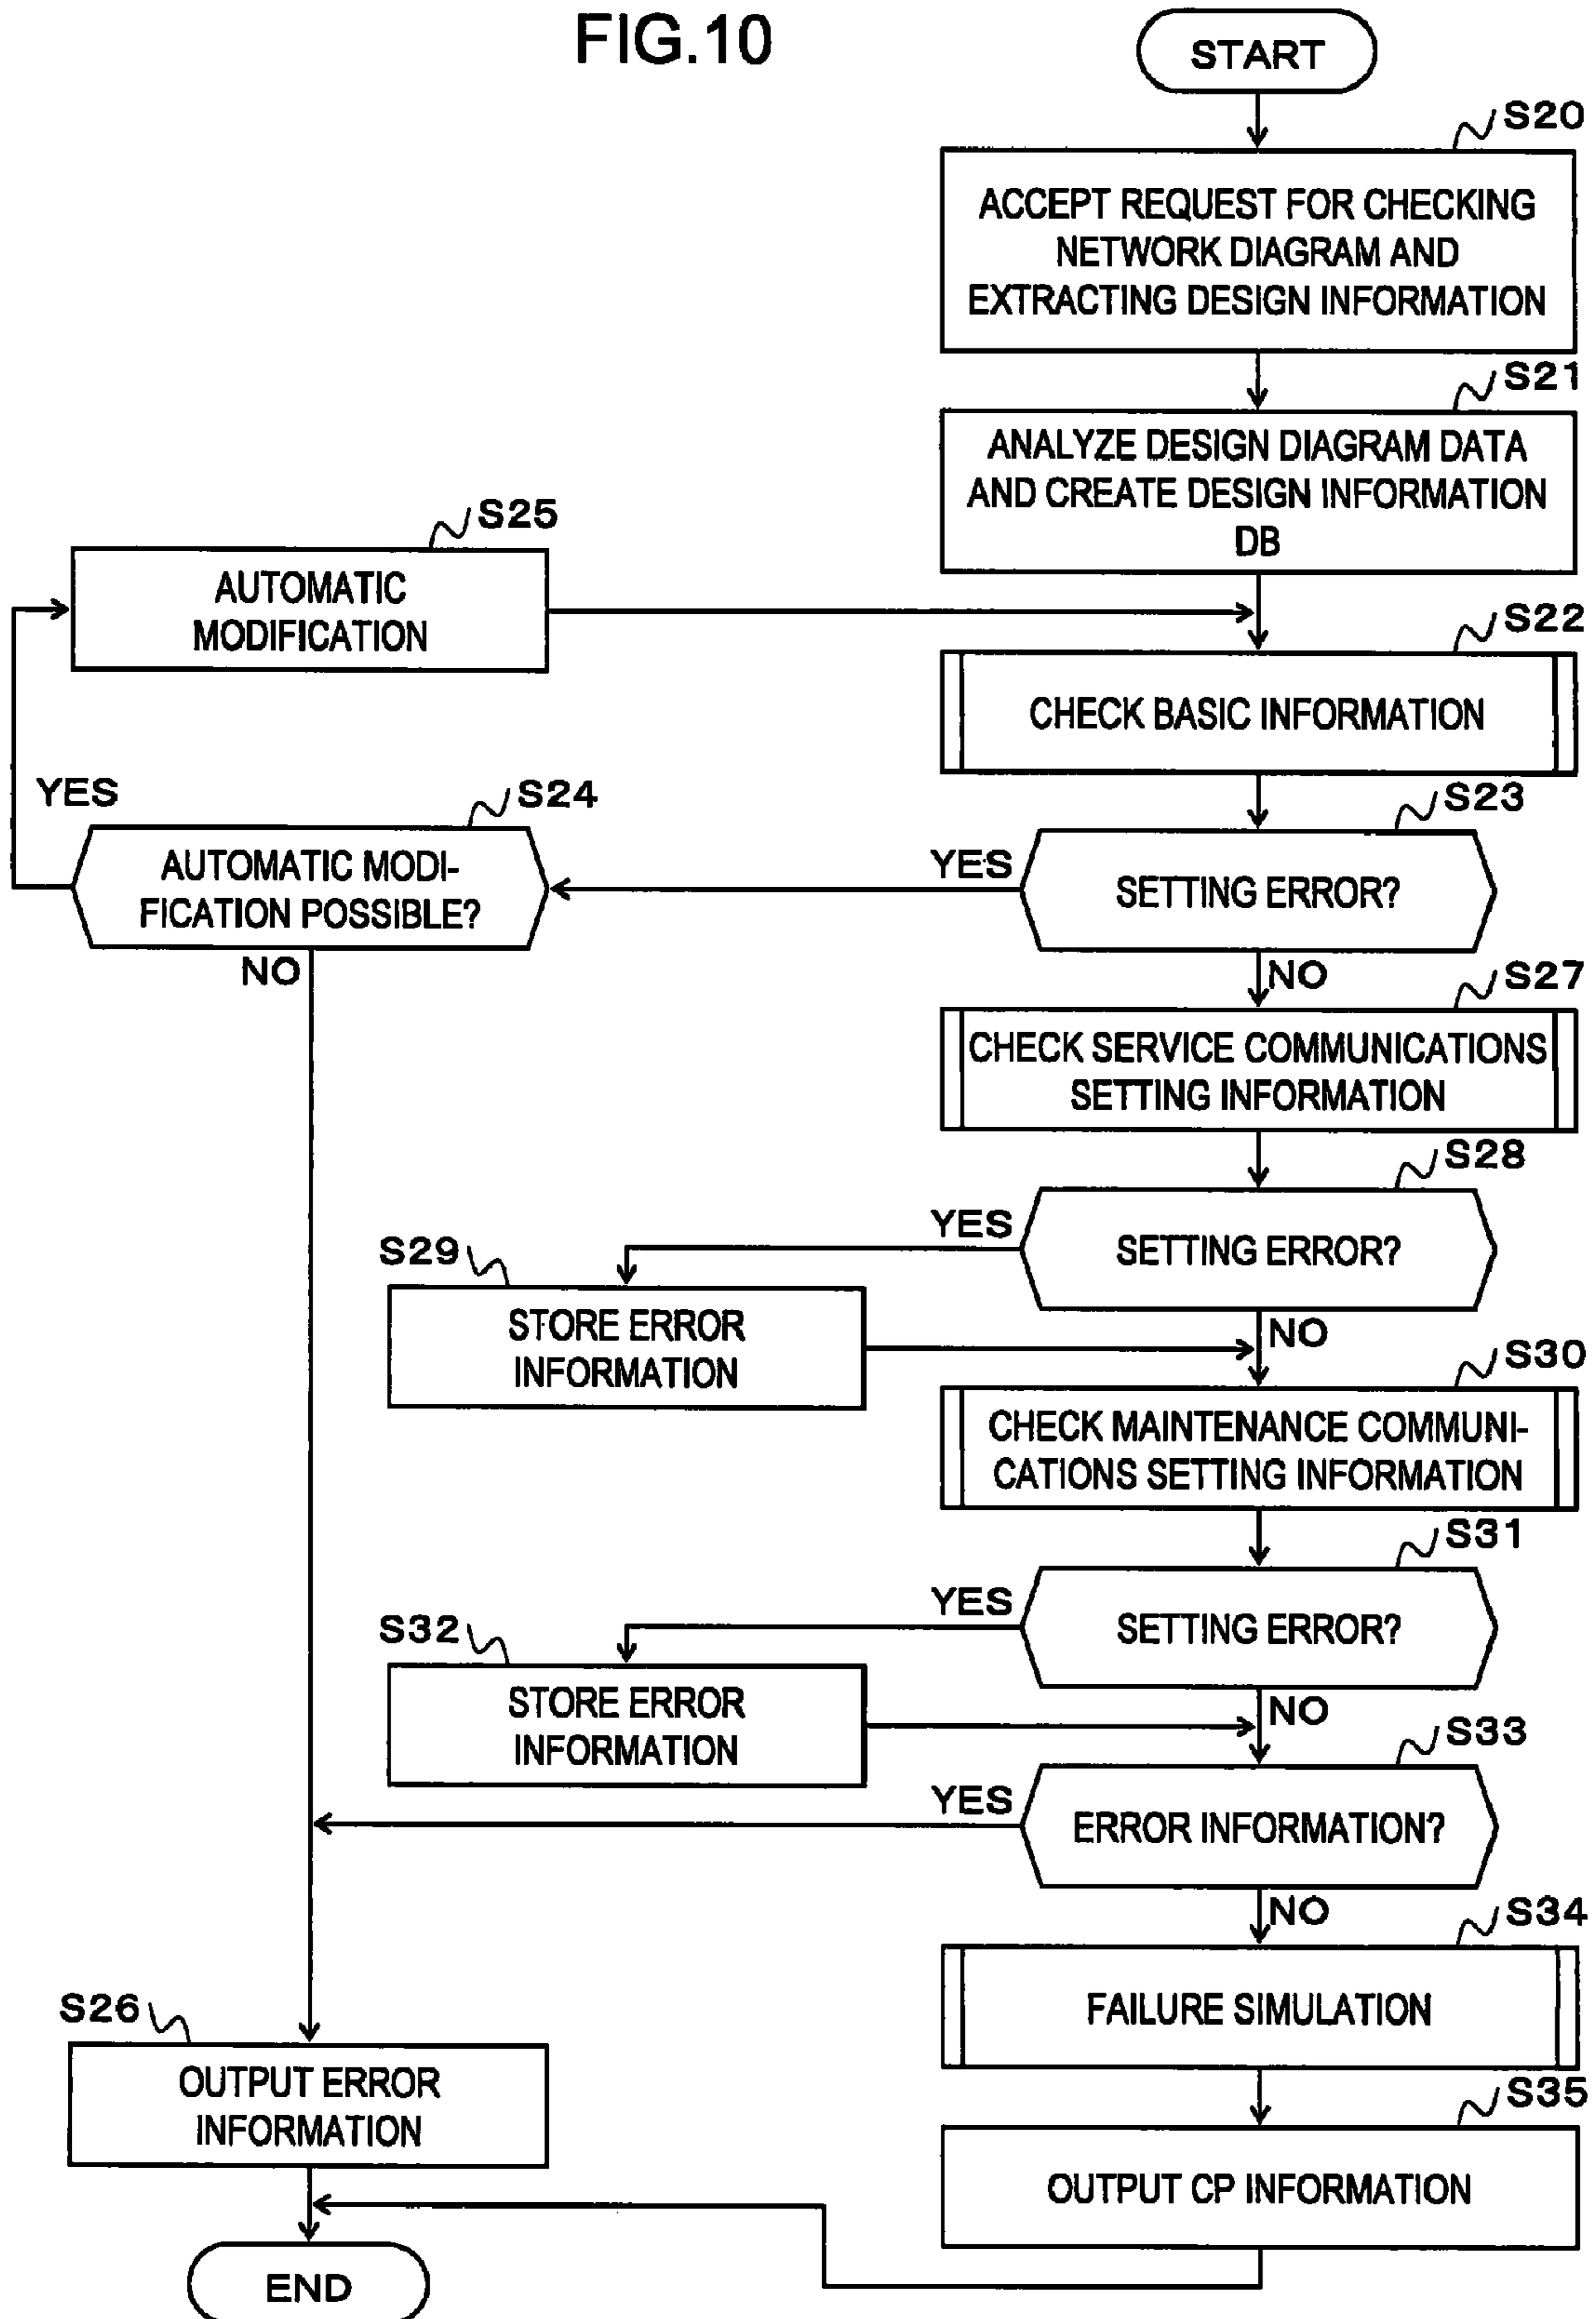 FIG.10
START
S20
ACCEPT REQUEST FOR CHECKING
NETWORK DIAGRAM AND
EXTRACTING DESIGN INFORMATION
S21
ANALYZE DESIGN DIAGRAM DATA
AND CREATE DESIGN INFORMATION
DB
S25
AUTOMATIC
MODIFICATION
S22
CHECK BASIC INFORMATION
YES
S24
AUTOMATIC MODI-
FICATION POSSIBLE?
NO
S23
YES
SETTING ERROR?
NO
S27
CHECK SERVICE COMMUNICATIONS
SETTING INFORMATION
S28
YES
SETTING ERROR?
NO
S29
STORE ERROR
INFORMATION
S30
CHECK MAINTENANCE COMMUNI-
CATIONS SETTING INFORMATION
S31
YES
SETTING ERROR?
NO
S32
STORE ERROR
INFORMATION
S33
YES
ERROR INFORMATION?
NO
S34
FAILURE SIMULATION
S26
OUTPUT ERROR
INFORMATION
S35
OUTPUT CP INFORMATION
END